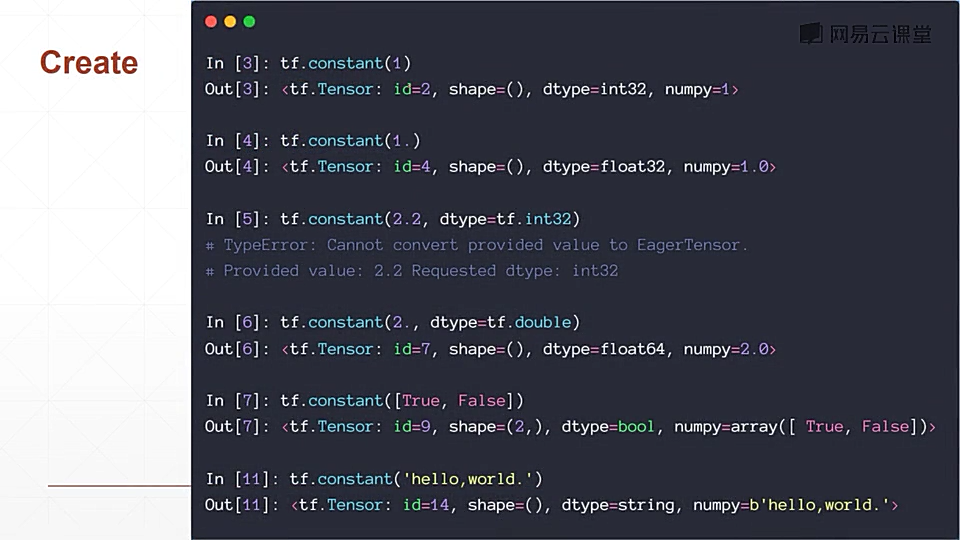 网易云课堂
Create
In [3]: tf.constant(1)
Out[3]: <tf.Tensor: id=2, shape=(), dtype=int32, numpy=1>
In [4]: tf.constant(1.)
Out[4]: <tf.Tensor: id=4, shape=(), dtype=float32, numpy=1.0>
In [5]: tf.constant(2.2, dtype=tf.int32)
# TypeError: Cannot convert provided value to EagerTensor.
# Provided value: 2.2 Requested dtype: int32
In [6]: tf.constant(2., dtype=tf.double)
Out[6]: <tf.Tensor: id=7, shape=(), dtype=float64, numpy=2.0>
In [7]: tf.constant([True, False])
Out[7]: <tf.Tensor: id=9, shape=(2,), dtype=bool, numpy=array([ True, False])>
In [11]: tf.constant('hello,world.')
Out[11]: <tf.Tensor: id=14, shape=(), dtype=string, numpy=b'hello,world.'>